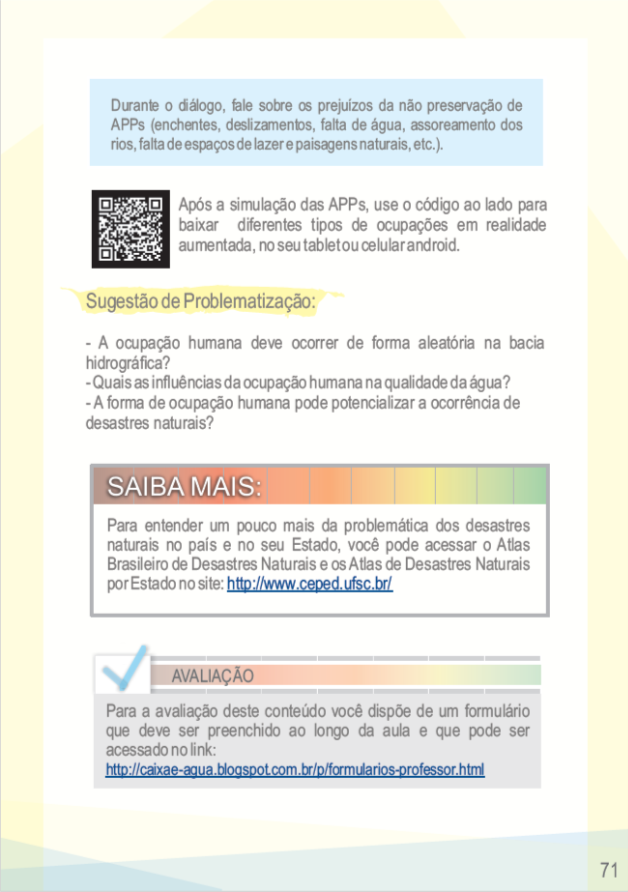 Durante o diálogo, fale sobre os prejuízos da não preservação de
APPs (enchentes, deslizamentos, falta de água, assoreamento dos
rios, falta de espaços de lazer e paisagens naturais, etc.).
Após a simulação das APPs, use o código ao lado para
baixar diferentes tipos de ocupações em realidade
aumentada, no seu tablet ou celular android.
Sugestão de Problematização:
- A ocupação humana deve ocorrer de forma aleatória na bacia
hidrográfica?
- Quais as influências da ocupação humana na qualidade da água?
- A forma de ocupação humana pode potencializar a ocorrência de
desastres naturais?
SAIBA MAIS:
Para entender um pouco mais da problemática dos desastres
naturais no país e no seu Estado, você pode acessar o Atlas
Brasileiro de Desastres Naturais e os Atlas de Desastres Naturais
por Estado no site: http://www.ceped.ufsc.br/
AVALIAÇÃO
Para a avaliação deste conteúdo você dispõe de um formulário
que deve ser preenchido ao longo da aula e que pode ser
acessado no link:
http://caixae-agua.blogspot.com.br/p/formularios-professor.html
71